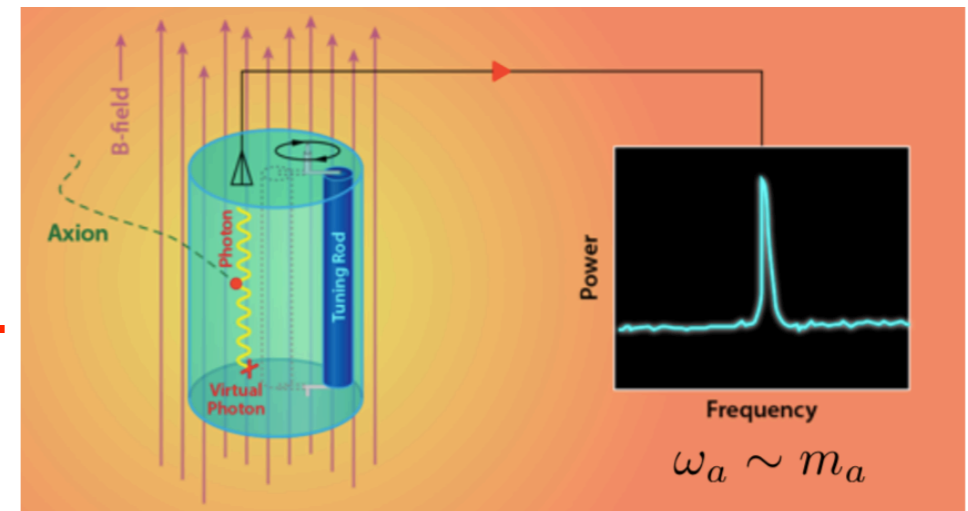 B-field
Axion
Photon
Tuning Rod
Virtual
Photon
Power
Frequency
ωₐ ∼ mₐ